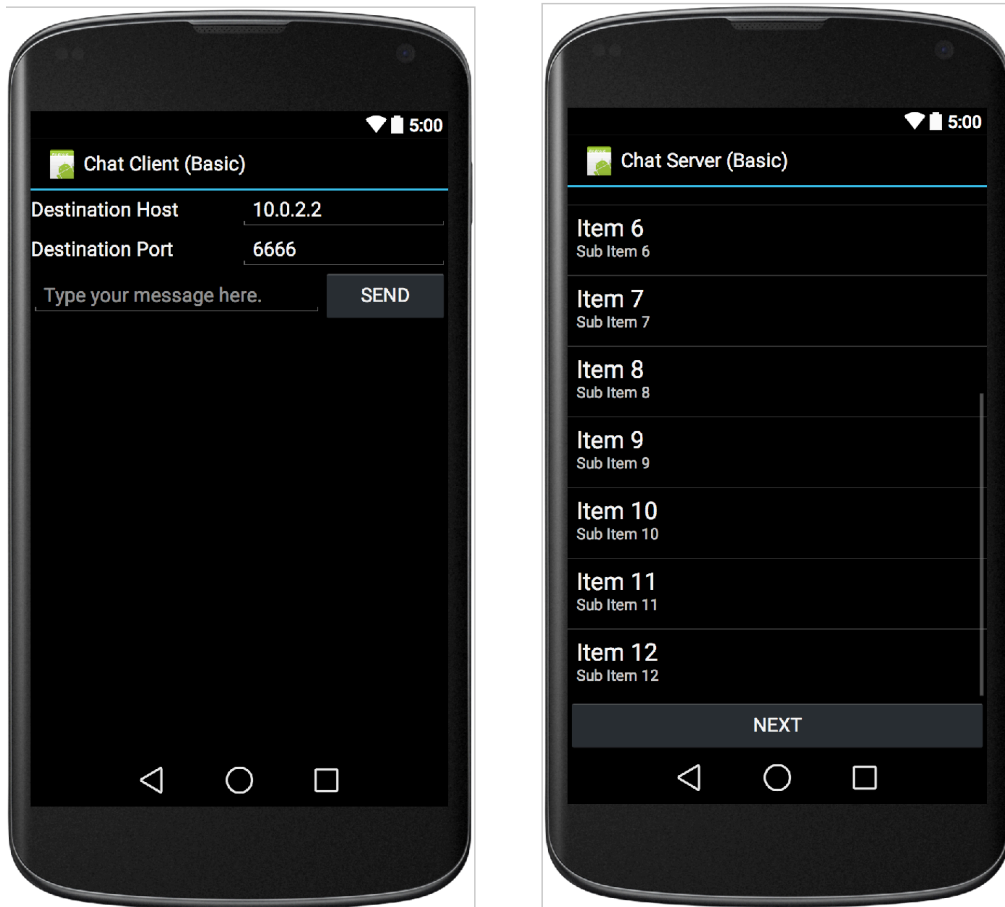 5:00
Chat Client (Basic)
Destination Host 10.0.2.2
Destination Port 6666
Type your message here. SEND
5:00
Chat Server (Basic)
Item 6
Sub Item 6
Item 7
Sub Item 7
Item 8
Sub Item 8
Item 9
Sub Item 9
Item 10
Sub Item 10
Item 11
Sub Item 11
Item 12
Sub Item 12
NEXT